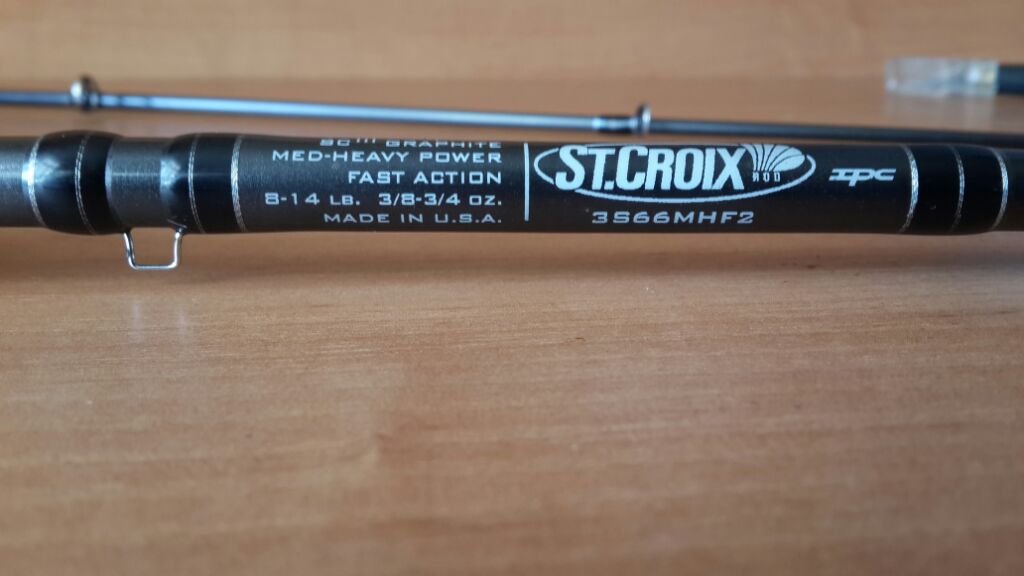 SCIII GRAPHITE
MED-HEAVY POWER
FAST ACTION
8-14 LB. 3/8-3/4 OZ.
MADE IN U.S.A.
ST.CROIX
ROD
IPC
3S66MHF2